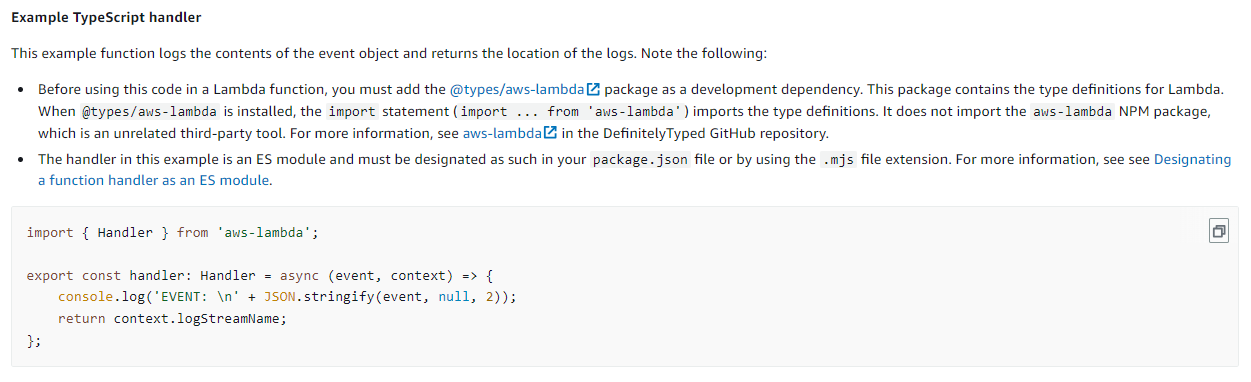 Example TypeScript handler
This example function logs the contents of the event object and returns the location of the logs. Note the following:
• Before using this code in a Lambda function, you must add the @types/aws-lambda package as a development dependency. This package contains the type definitions for Lambda.
When @types/aws-lambda is installed, the import statement (import ... from 'aws-lambda') imports the type definitions. It does not import the aws-lambda NPM package,
which is an unrelated third-party tool. For more information, see aws-lambda in the DefinitelyTyped GitHub repository.
• The handler in this example is an ES module and must be designated as such in your package.json file or by using the .mjs file extension. For more information, see see Designating
a function handler as an ES module.
import { Handler } from 'aws-lambda';
export const handler: Handler = async (event, context) => {
    console.log('EVENT: \n' + JSON.stringify(event, null, 2));
    return context.logStreamName;
};